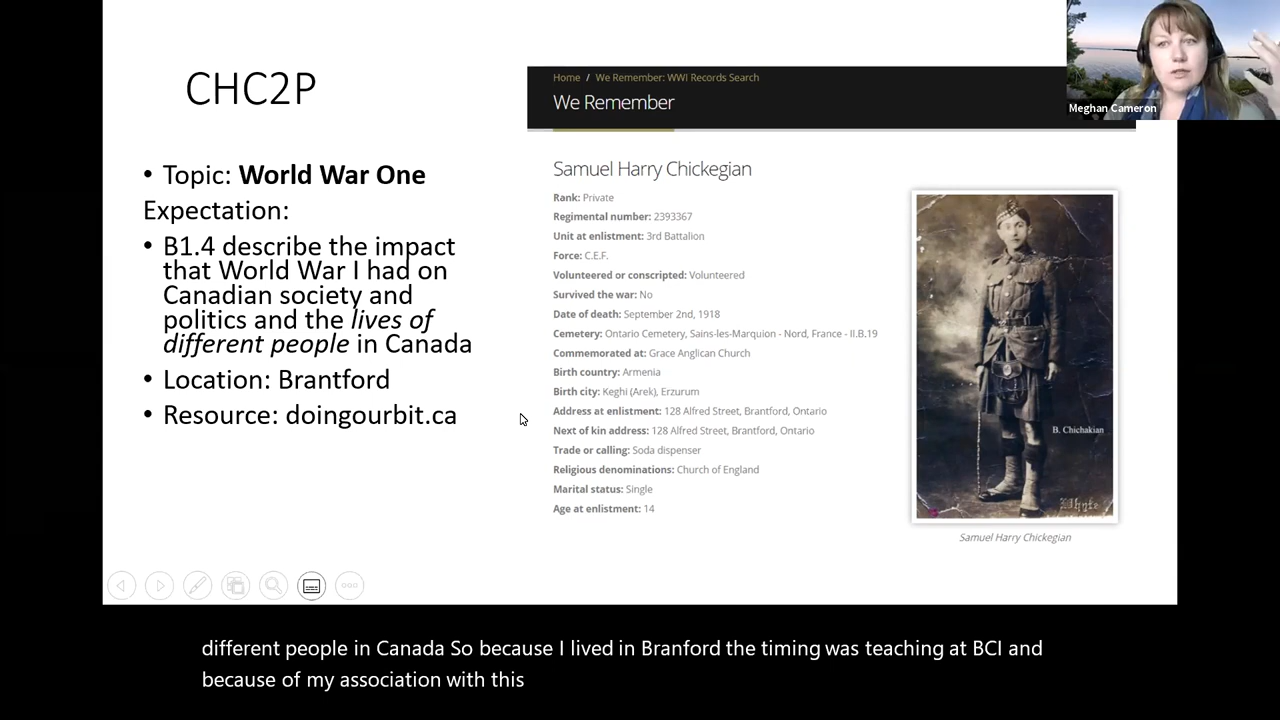 CHC2P
• Topic: World War One
Expectation:
• B1.4 describe the impact
that World War I had on
Canadian society and
politics and the lives of
different people in Canada
• Location: Brantford
• Resource: doingourbit.ca
Home / We Remember: WWI Records Search
We Remember
Samuel Harry Chickegian
Rank: Private
Regimental number: 2393367
Unit at enlistment: 3rd Battalion
Force: C.E.F.
Volunteered or conscripted: Volunteered
Survived the war: No
Date of death: September 2nd, 1918
Cemetery: Ontario Cemetery, Sains-les-Marquion - Nord, France - II.B.19
Commemorated at: Grace Anglican Church
Birth country: Armenia
Birth city: Keghi (Arek), Erzurum
Address at enlistment: 128 Alfred Street, Brantford, Ontario
Next of kin address: 128 Alfred Street, Brantford, Ontario
Trade or calling: Soda dispenser
Religious denominations: Church of England
Marital status: Single
Age at enlistment: 14
B. Chichakian
Samuel Harry Chickegian
Meghan Cameron
different people in Canada So because I lived in Branford the timing was teaching at BCI and
because of my association with this